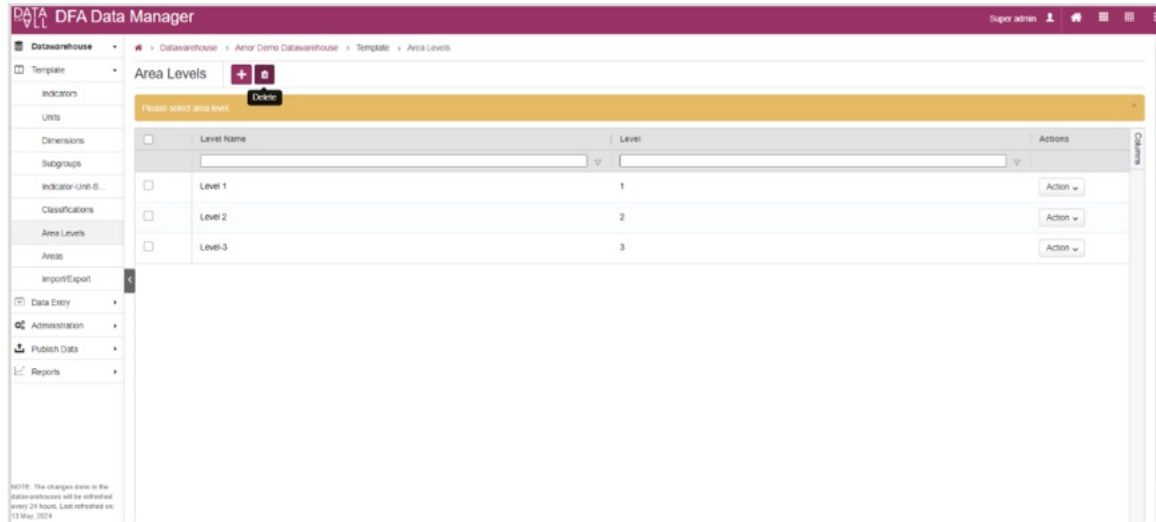 DATA
FOR
ALL
DFA Data Manager
Super admin
Datawarehouse
Datawarehouse > Amor Demo Datawarehouse > Template > Area Levels
Template
Area Levels
Delete
Indicators
Please select area level.
Units
Dimensions
Level Name Level Actions
Columns
Subgroups
Indicator-Unit-S...
Level 1 1 Action
Classifications
Level 2 2 Action
Area Levels
Level-3 3 Action
Areas
Import/Export
Data Entry
Administration
Publish Data
Reports
NOTE: The changes done in the
datawarehouses will be refreshed
every 24 hours. Last refreshed on:
13 May, 2024